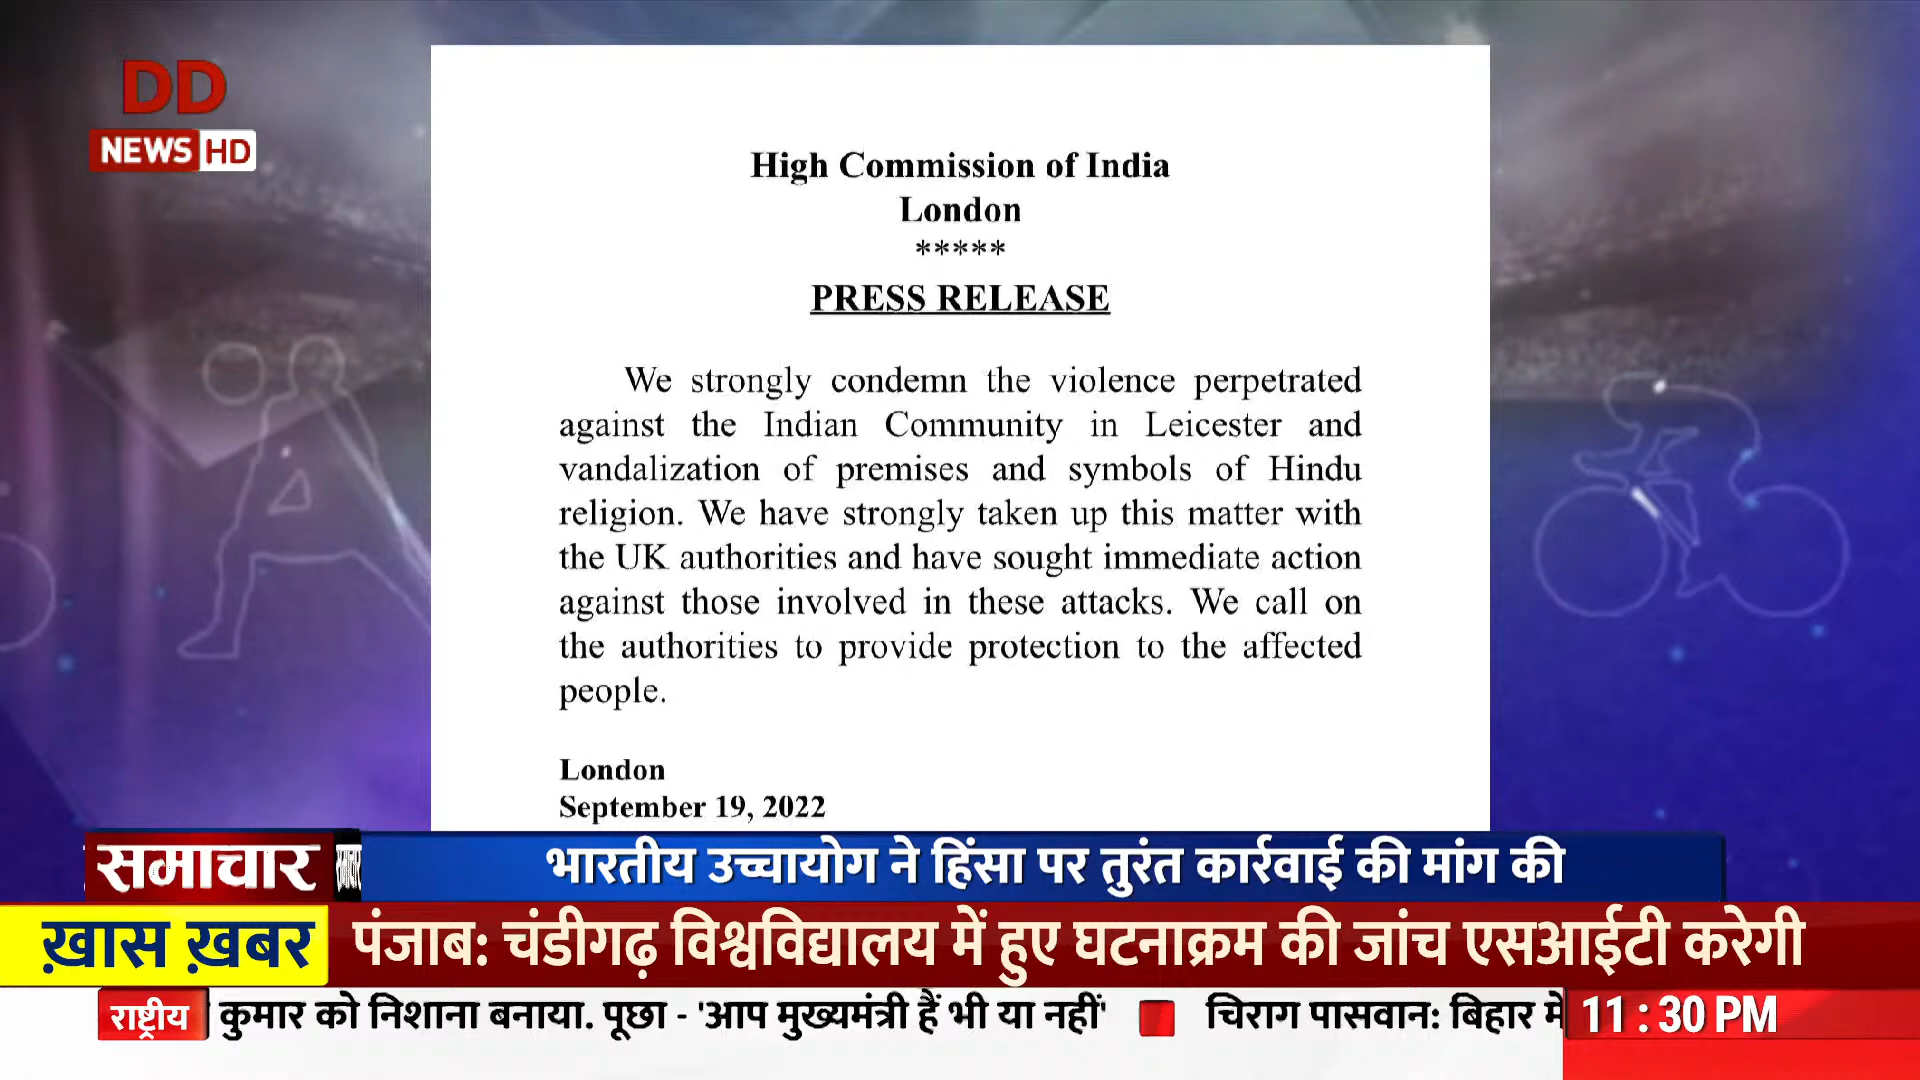 DD
NEWS HD
High Commission of India
London
*****
PRESS RELEASE
We strongly condemn the violence perpetrated
against the Indian Community in Leicester and
vandalization of premises and symbols of Hindu
religion. We have strongly taken up this matter with
the UK authorities and have sought immediate action
against those involved in these attacks. We call on
the authorities to provide protection to the affected
people.
London
September 19, 2022
समाचार
समाचार
भारतीय उच्चायोग ने हिंसा पर तुरंत कार्रवाई की मांग की
ख़ास ख़बर
पंजाब: चंडीगढ़ विश्वविद्यालय में हुए घटनाक्रम की जांच एसआईटी करेगी
राष्ट्रीय
कुमार को निशाना बनाया. पूछा - 'आप मुख्यमंत्री हैं भी या नहीं'
चिराग पासवान: बिहार में
11 : 30 PM